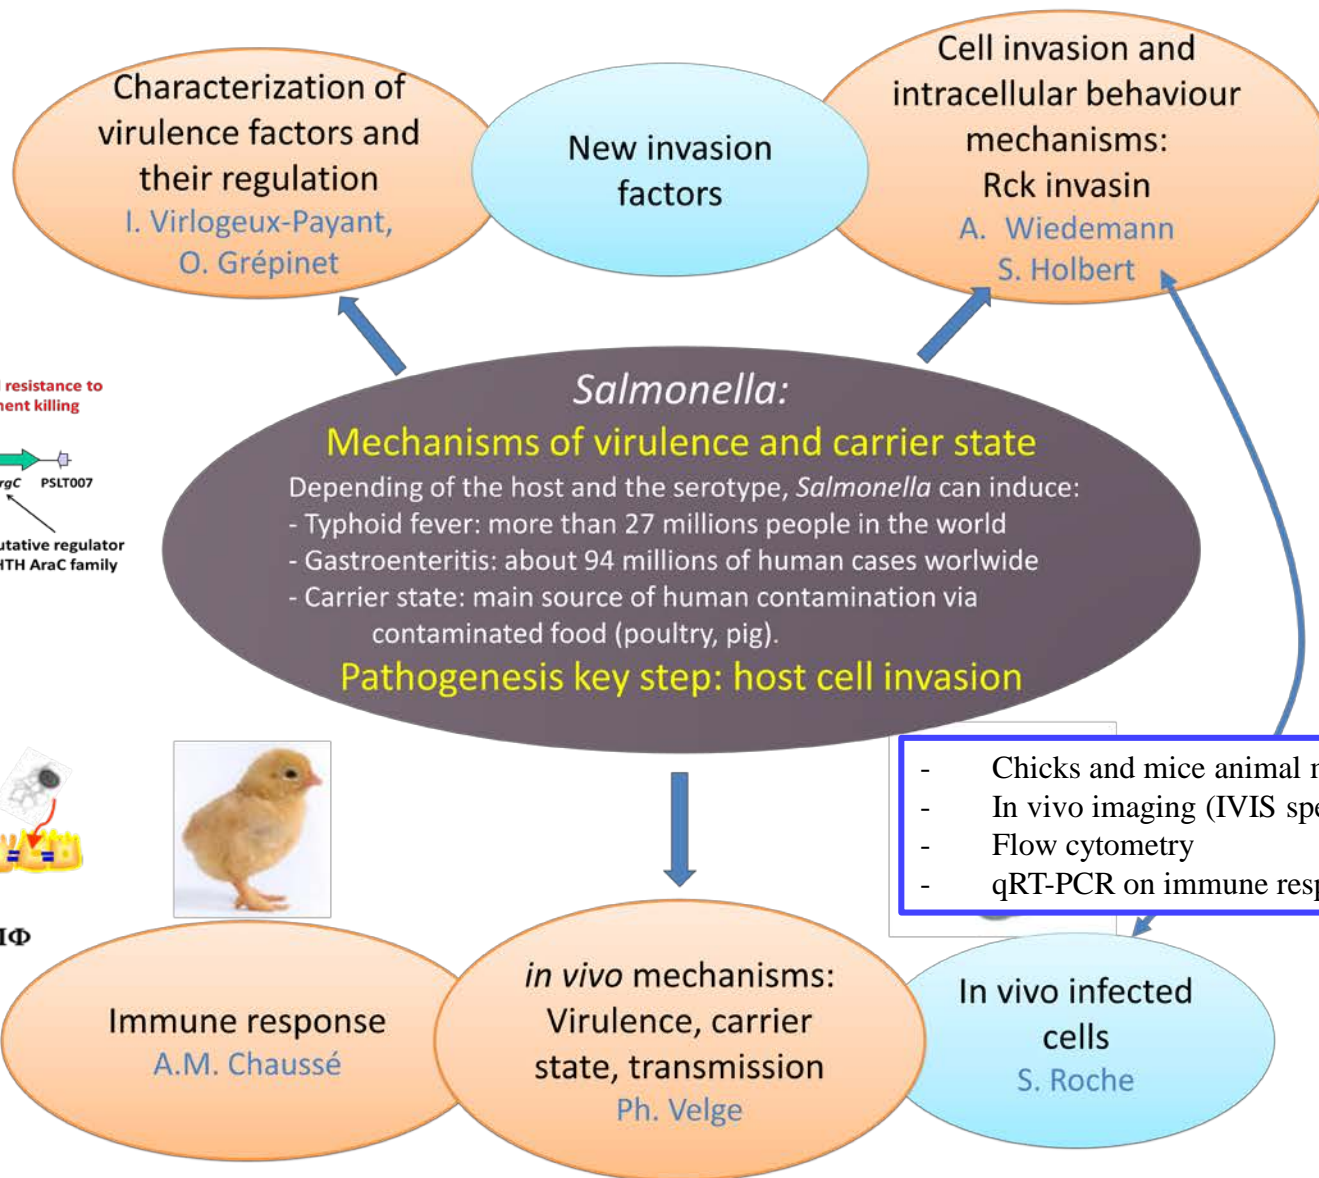 Characterization of
virulence factors and
their regulation
I. Virlogeux-Payant,
O. Grépinet
New invasion
factors
Cell invasion and
intracellular behaviour
mechanisms:
Rck invasin
A. Wiedemann
S. Holbert
resistance to
killing
PSLT007
regulator
HTH AraC family
Salmonella:
Mechanisms of virulence and carrier state
Depending of the host and the serotype, Salmonella can induce:
- Typhoid fever: more than 27 millions people in the world
- Gastroenteritis: about 94 millions of human cases worlwide
- Carrier state: main source of human contamination via
contaminated food (poultry, pig).
Pathogenesis key step: host cell invasion
- Chicks and mice animal
- In vivo imaging (IVIS
- Flow cytometry
- qRT-PCR on immune
Immune response
A.M. Chaussé
in vivo mechanisms:
Virulence, carrier
state, transmission
Ph. Velge
In vivo infected
cells
S. Roche